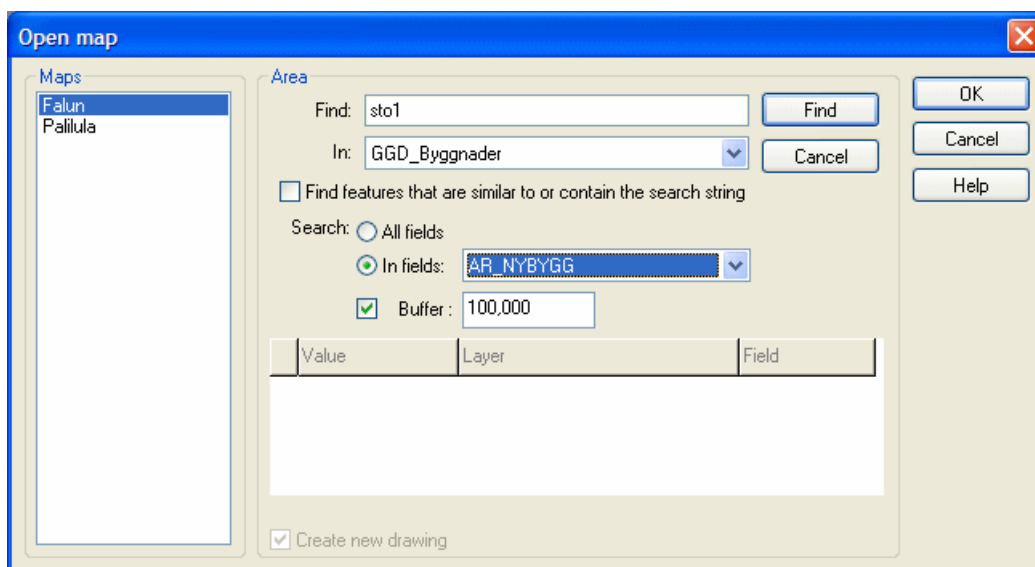 Open map
Maps
Falun
Palilula
Area
Find: sto1 Find
In: GGD_Byggnader Cancel
Find features that are similar to or contain the search string
Search: All fields
In fields: AR_NYBYGG
Buffer : 100,000
Value Layer Field
Create new drawing
OK
Cancel
Help